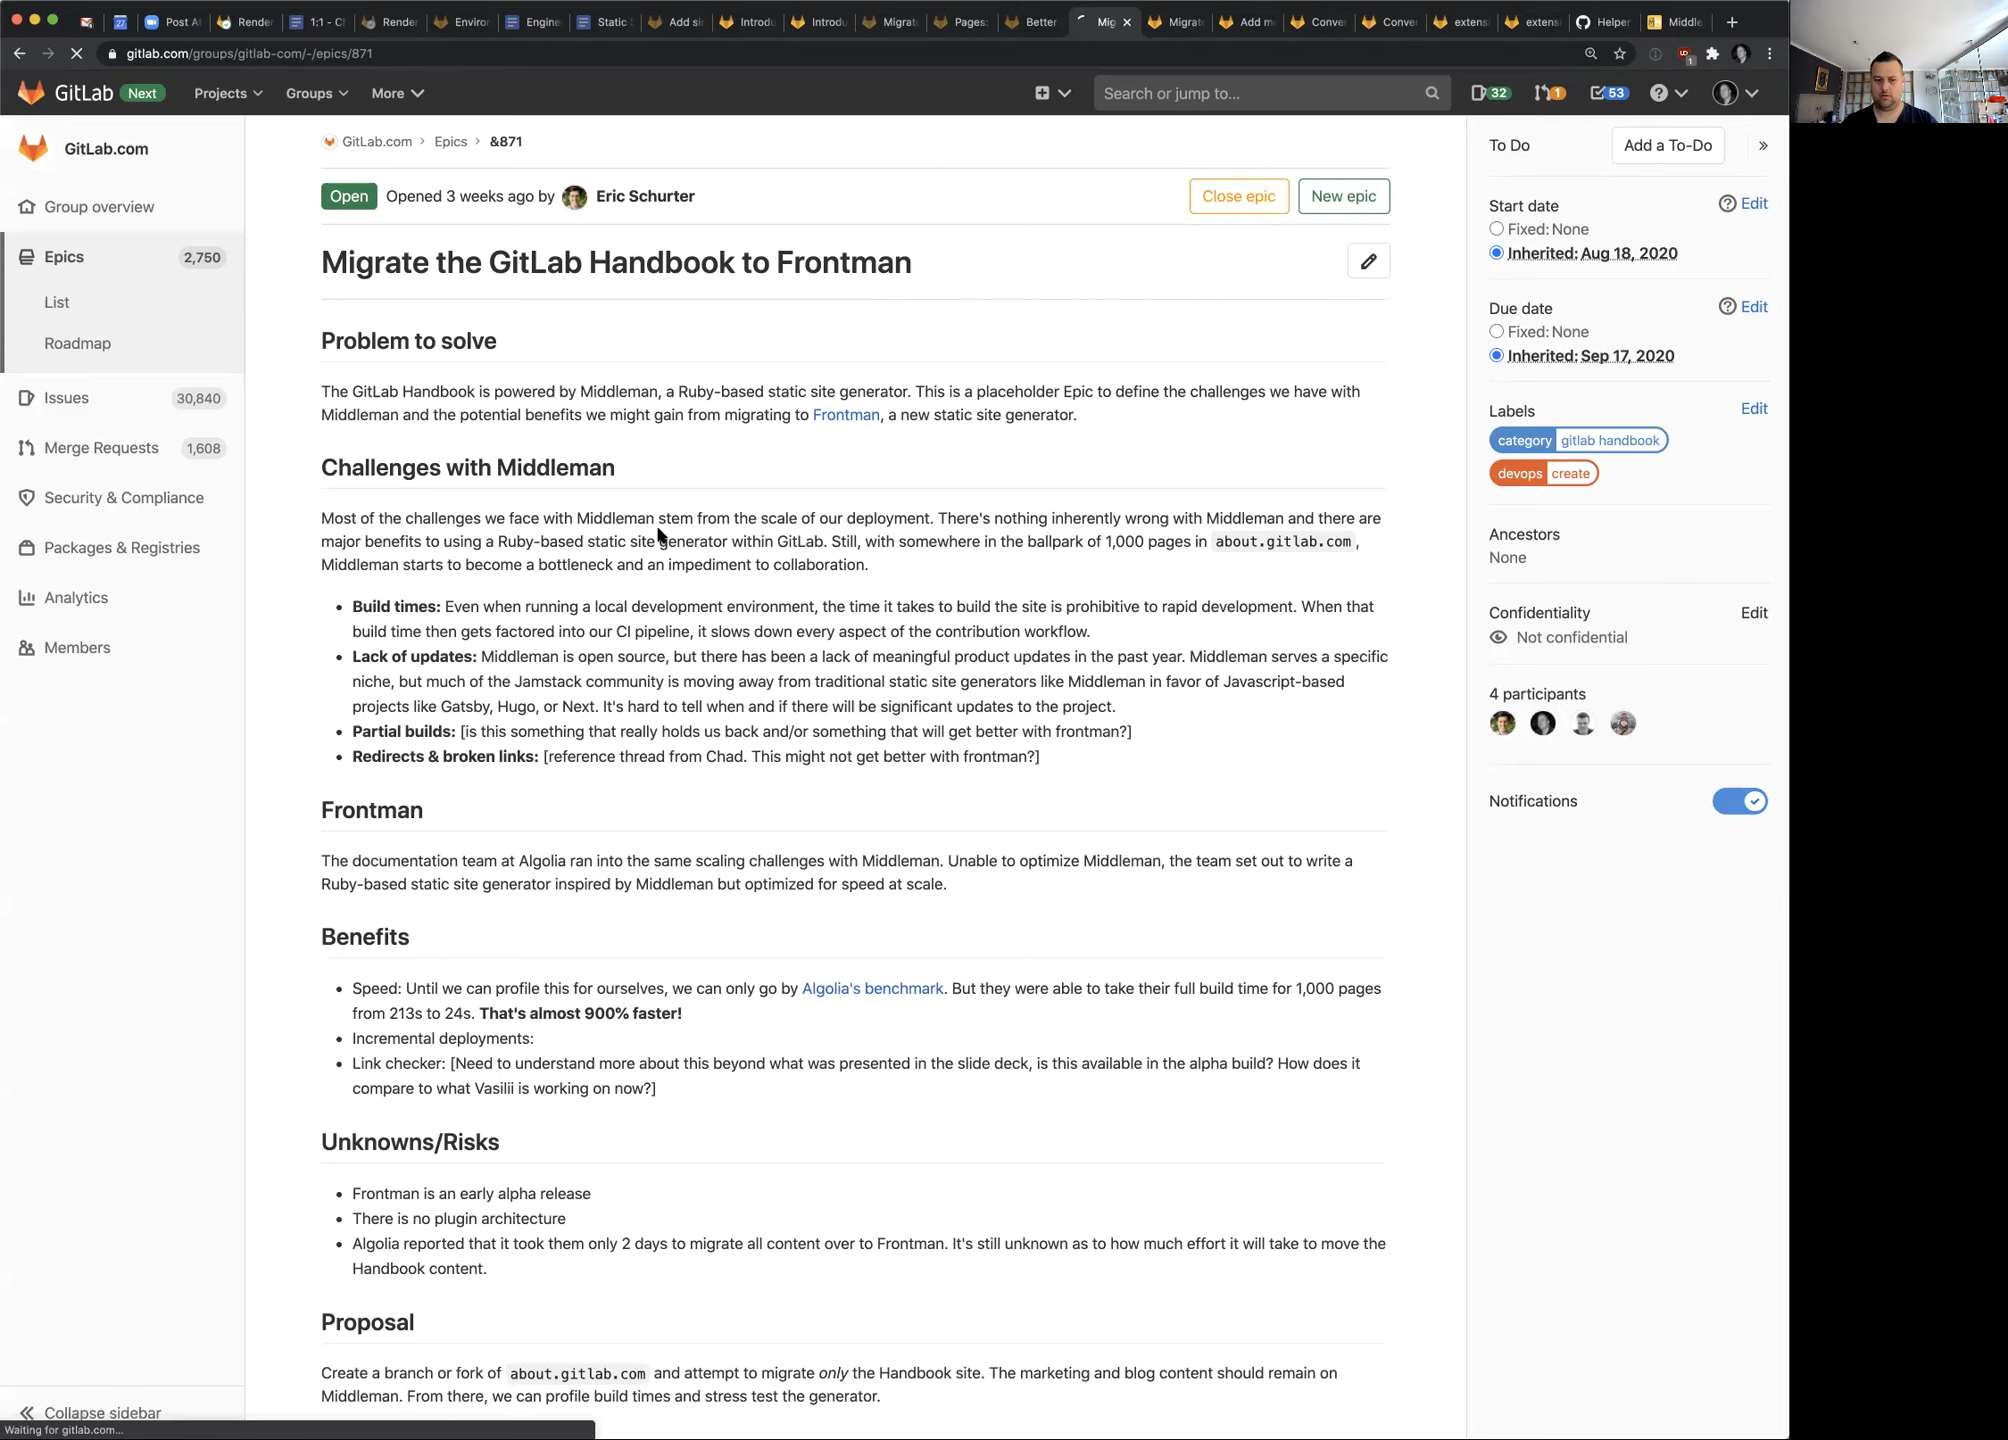 27
Post A
Render
1:1 - C
Render
Enviro
Engine
Static
Add si
Introdu
Introdu
Migrat
Pages:
Better
Mig
Migrat
Add m
Conve
Conve
extens
extens
Helper
Middle
gitlab.com/groups/gitlab-com/-/epics/871
1
GitLab Next Projects Groups More Search or jump to... 32 1 53
GitLab.com
Group overview
Epics 2,750
List
Roadmap
Issues 30,840
Merge Requests 1,608
Security & Compliance
Packages & Registries
Analytics
Members
Collapse sidebar
Waiting for gitlab.com...
GitLab.com > Epics > &871
Open Opened 3 weeks ago by Eric Schurter Close epic New epic
Migrate the GitLab Handbook to Frontman
Problem to solve
The GitLab Handbook is powered by Middleman, a Ruby-based static site generator. This is a placeholder Epic to define the challenges we have with
Middleman and the potential benefits we might gain from migrating to Frontman, a new static site generator.
Challenges with Middleman
Most of the challenges we face with Middleman stem from the scale of our deployment. There's nothing inherently wrong with Middleman and there are
major benefits to using a Ruby-based static site generator within GitLab. Still, with somewhere in the ballpark of 1,000 pages in about.gitlab.com,
Middleman starts to become a bottleneck and an impediment to collaboration.
• Build times: Even when running a local development environment, the time it takes to build the site is prohibitive to rapid development. When that
build time then gets factored into our CI pipeline, it slows down every aspect of the contribution workflow.
• Lack of updates: Middleman is open source, but there has been a lack of meaningful product updates in the past year. Middleman serves a specific
niche, but much of the Jamstack community is moving away from traditional static site generators like Middleman in favor of Javascript-based
projects like Gatsby, Hugo, or Next. It's hard to tell when and if there will be significant updates to the project.
• Partial builds: [is this something that really holds us back and/or something that will get better with frontman?]
• Redirects & broken links: [reference thread from Chad. This might not get better with frontman?]
Frontman
The documentation team at Algolia ran into the same scaling challenges with Middleman. Unable to optimize Middleman, the team set out to write a
Ruby-based static site generator inspired by Middleman but optimized for speed at scale.
Benefits
• Speed: Until we can profile this for ourselves, we can only go by Algolia's benchmark. But they were able to take their full build time for 1,000 pages
from 213s to 24s. That's almost 900% faster!
• Incremental deployments:
• Link checker: [Need to understand more about this beyond what was presented in the slide deck, is this available in the alpha build? How does it
compare to what Vasilii is working on now?]
Unknowns/Risks
• Frontman is an early alpha release
• There is no plugin architecture
• Algolia reported that it took them only 2 days to migrate all content over to Frontman. It's still unknown as to how much effort it will take to move the
Handbook content.
Proposal
Create a branch or fork of about.gitlab.com and attempt to migrate only the Handbook site. The marketing and blog content should remain on
Middleman. From there, we can profile build times and stress test the generator.
To Do Add a To-Do »
Start date Edit
Fixed: None
Inherited: Aug 18, 2020
Due date Edit
Fixed: None
Inherited: Sep 17, 2020
Labels Edit
category gitlab handbook
devops create
Ancestors
None
Confidentiality Edit
Not confidential
4 participants
Notifications